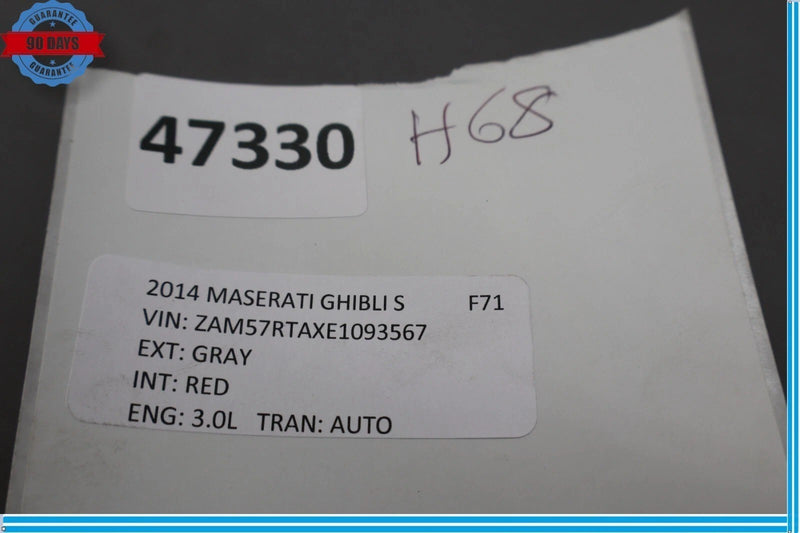 GUARANTEE
90 DAYS
GUARANTEE
47330
H68
2014 MASERATI GHIBLI S F71
VIN: ZAM57RTAXE1093567
EXT: GRAY
INT: RED
ENG: 3.0L TRAN: AUTO